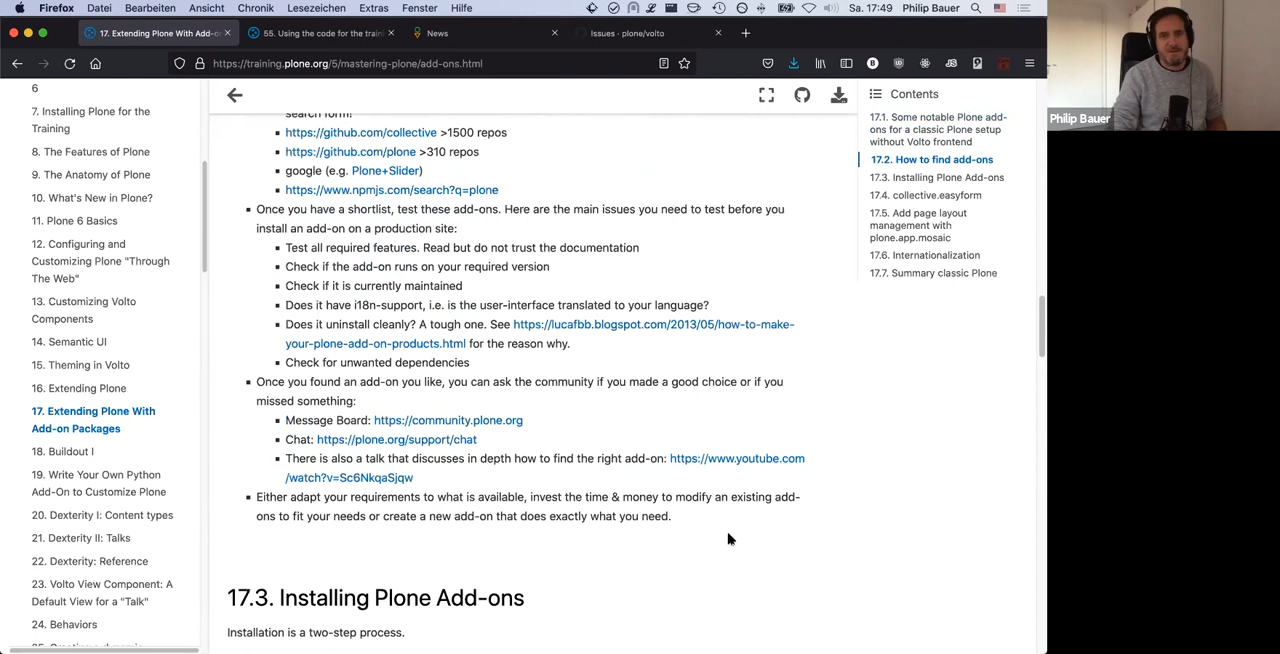 Firefox Datei Bearbeiten Ansicht Chronik Lesezeichen Extras Fenster Hilfe Sa. 17:49 Philip Bauer
17. Extending Plone With Add-o
55. Using the code for the train
News
Issues · plone/volto
https://training.plone.org/5/mastering-plone/add-ons.html
6
7. Installing Plone for the
Training
8. The Features of Plone
9. The Anatomy of Plone
10. What's New in Plone?
11. Plone 6 Basics
12. Configuring and
Customizing Plone "Through
The Web"
13. Customizing Volto
Components
14. Semantic UI
15. Theming in Volto
16. Extending Plone
17. Extending Plone With
Add-on Packages
18. Buildout I
19. Write Your Own Python
Add-On to Customize Plone
20. Dexterity I: Content types
21. Dexterity II: Talks
22. Dexterity: Reference
23. Volto View Component: A
Default View for a "Talk"
24. Behaviors
search form!
https://github.com/collective >1500 repos
https://github.com/plone >310 repos
google (e.g. Plone+Slider)
https://www.npmjs.com/search?q=plone
Once you have a shortlist, test these add-ons. Here are the main issues you need to test before you
install an add-on on a production site:
Test all required features. Read but do not trust the documentation
Check if the add-on runs on your required version
Check if it is currently maintained
Does it have i18n-support, i.e. is the user-interface translated to your language?
Does it uninstall cleanly? A tough one. See https://lucafbb.blogspot.com/2013/05/how-to-make-
your-plone-add-on-products.html for the reason why.
Check for unwanted dependencies
Once you found an add-on you like, you can ask the community if you made a good choice or if you
missed something:
Message Board: https://community.plone.org
Chat: https://plone.org/support/chat
There is also a talk that discusses in depth how to find the right add-on: https://www.youtube.com
/watch?v=Sc6NkqaSjqw
Either adapt your requirements to what is available, invest the time & money to modify an existing add-
ons to fit your needs or create a new add-on that does exactly what you need.
17.3. Installing Plone Add-ons
Installation is a two-step process.
Contents
17.1. Some notable Plone add-
ons for a classic Plone setup
without Volto frontend
17.2. How to find add-ons
17.3. Installing Plone Add-ons
17.4. collective.easyform
17.5. Add page layout
management with
plone.app.mosaic
17.6. Internationalization
17.7. Summary classic Plone
Philip Bauer